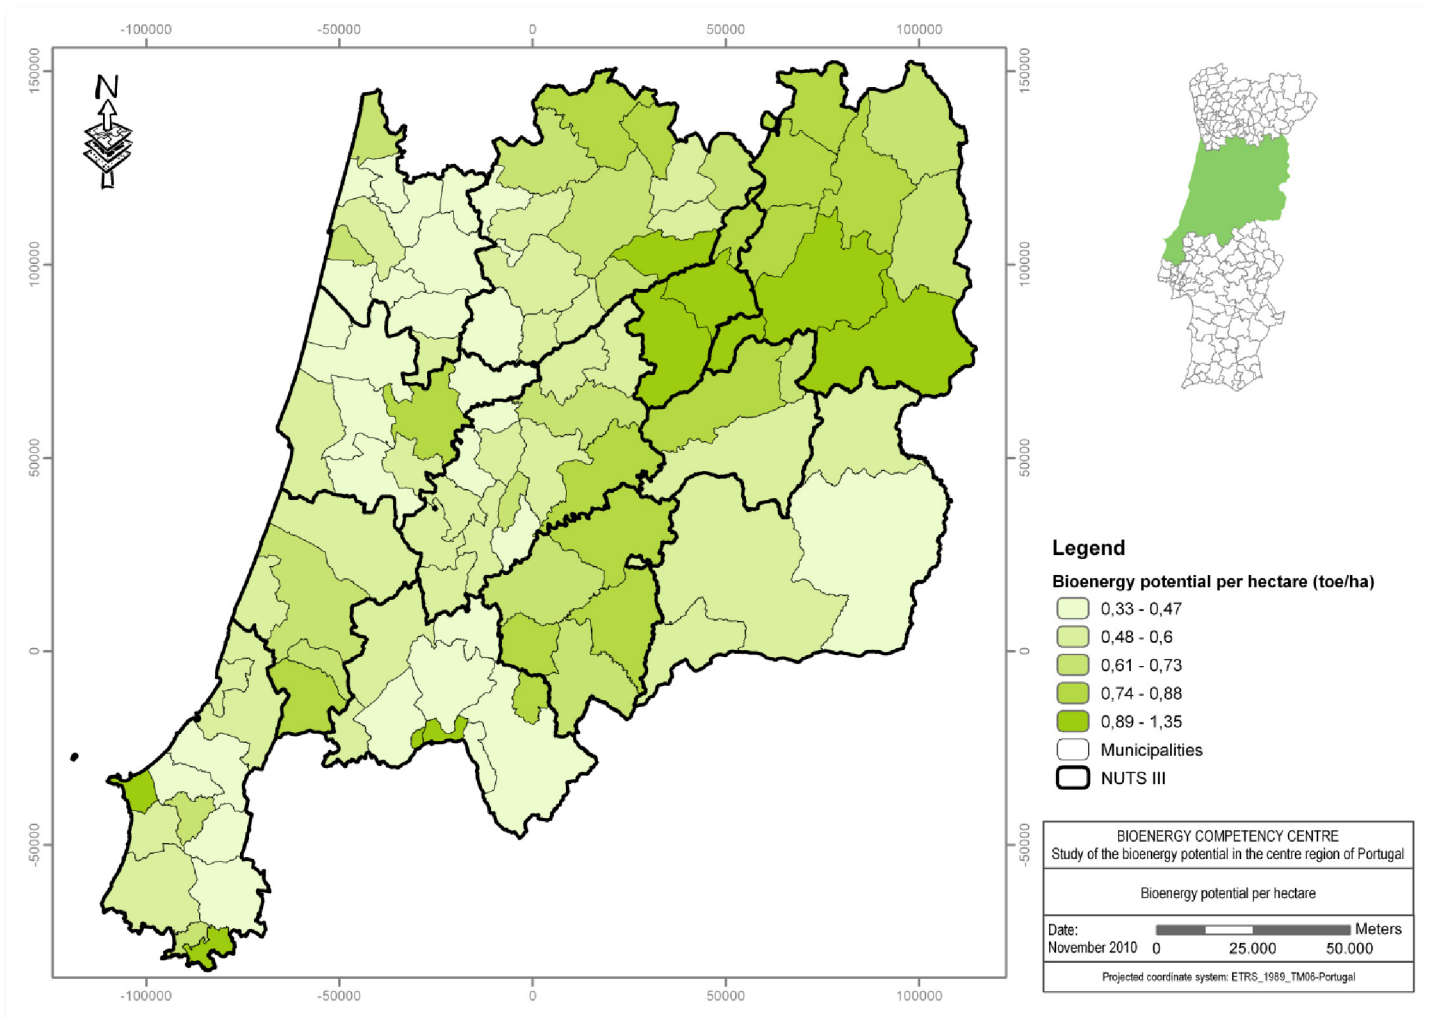 -100000 -50000 0 50000 100000
150000
100000
50000
0
-50000
150000
100000
50000
0
-50000
-100000 -50000 0 50000 100000
N
Legend
Bioenergy potential per hectare (toe/ha)
0,33 - 0,47
0,48 - 0,6
0,61 - 0,73
0,74 - 0,88
0,89 - 1,35
Municipalities
NUTS III
BIOENERGY COMPETENCY CENTRE
Study of the bioenergy potential in the centre region of Portugal
Bioenergy potential per hectare
Date:
November 2010
Meters
0 25.000 50.000
Projected coordinate system: ETRS_1989_TM06-Portugal